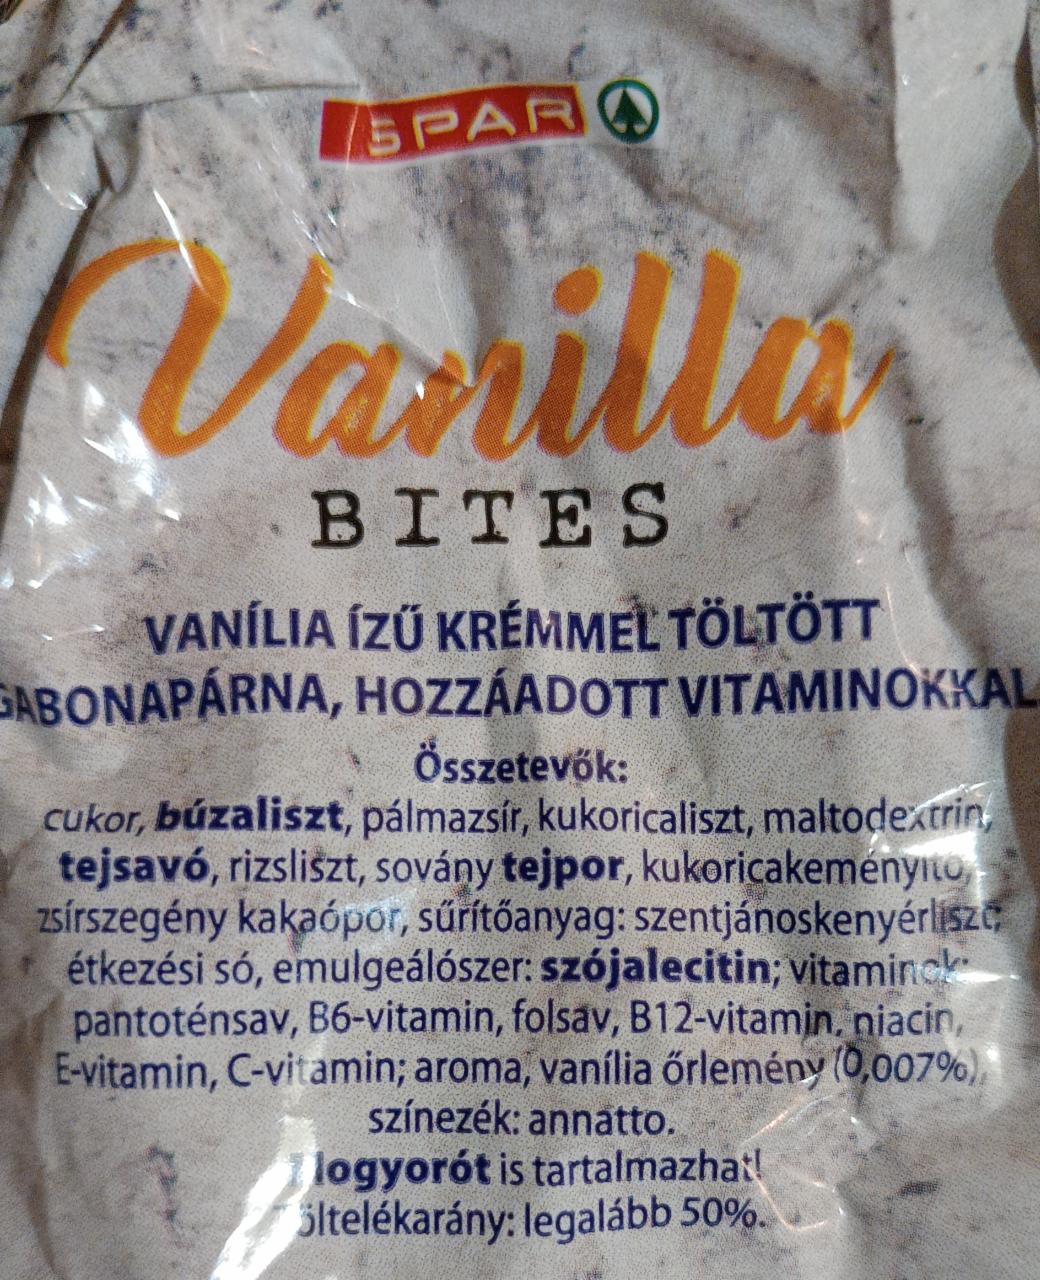 SPAR
Vanilla
BITES
VANÍLIA ÍZŰ KRÉMMEL TÖLTÖTT
GABONAPÁRNA, HOZZÁADOTT VITAMINOKKAL
Összetevők:
cukor, búzaliszt, pálmazsír, kukoricaliszt, maltodextrin,
tejsavó, rizsliszt, sovány tejpor, kukoricakeményítő,
zsírszegény kakaópor, sűrítőanyag: szentjánoskenyérliszt,
étkezési só, emulgeálószer: szójalecitin; vitaminok:
pantoténsav, B6-vitamin, folsav, B12-vitamin, niacin,
E-vitamin, C-vitamin; aroma, vanília őrlemény (0,007%),
színezék: annatto.
Mogyorót is tartalmazhat!
Töltelékarány: legalább 50%.